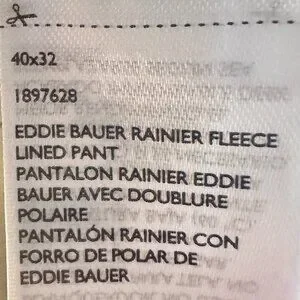 40x32
1897628
EDDIE BAUER RAINIER FLEECE
LINED PANT
PANTALON RAINIER EDDIE
BAUER AVEC DOUBLURE
POLAIRE
PANTALÓN RAINIER CON
FORRO DE POLAR DE
EDDIE BAUER